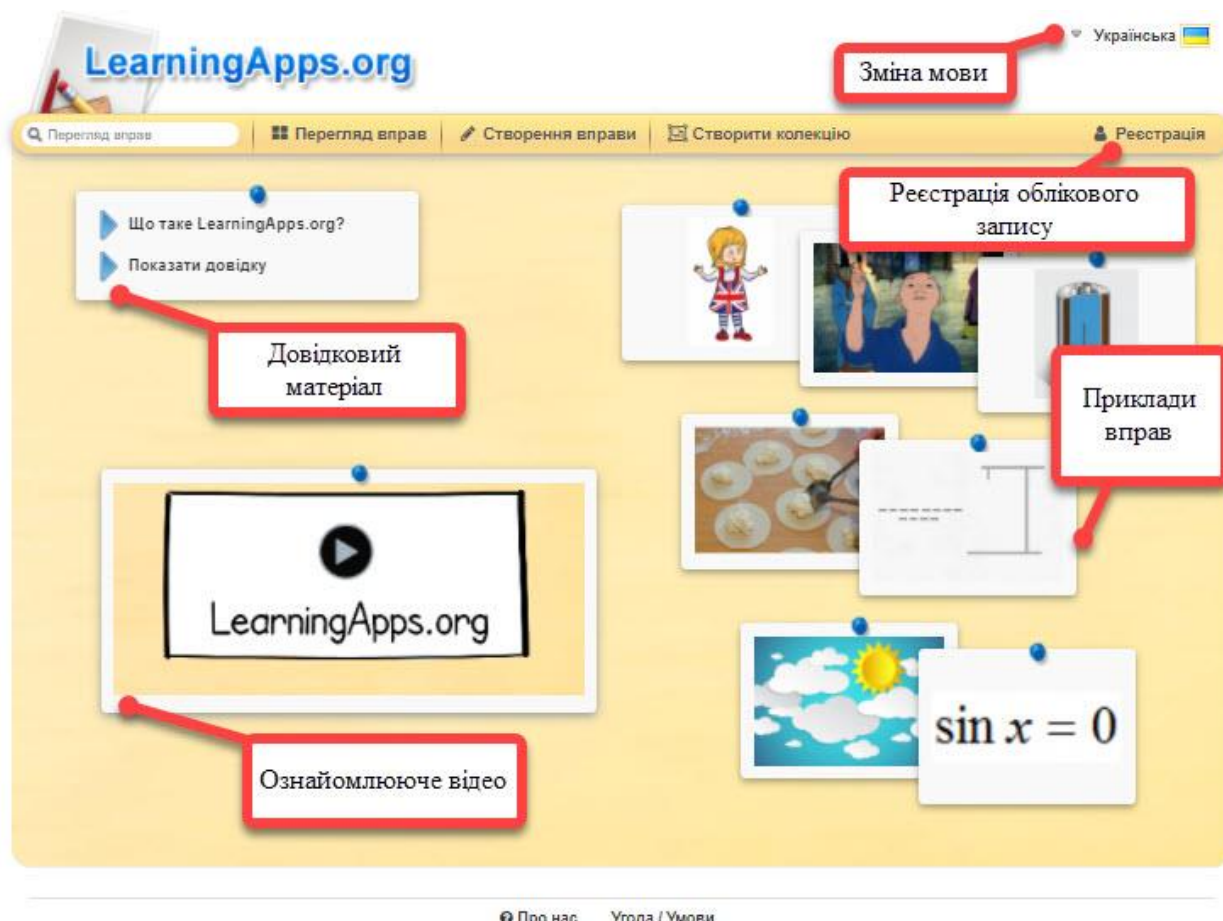 LearningApps.org
Українська
Зміна мови
Перегляд вправ
Перегляд вправ
Створення вправи
Створити колекцію
Реєстрація
Реєстрація облікового
запису
Що таке LearningApps.org?
Показати довідку
Довідковий
матеріал
Приклади
вправ
LearningApps.org
Ознайомлююче відео
sin x = 0
Про нас
Угода / Умови